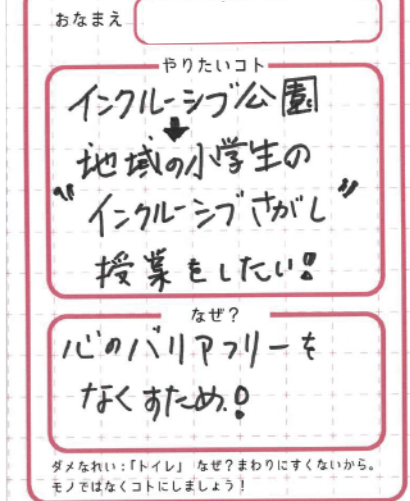 おなまえ
やりたいコト
インクルーシブ公園
↓
地域の小学生の
“インクルーシブさがし”
授業をしたい!
なぜ?
心のバリアフリーを
なくすため!
ダメなれい:「トイレ」 なぜ?まわりにすくないから。
モノではなくコトにしましょう!